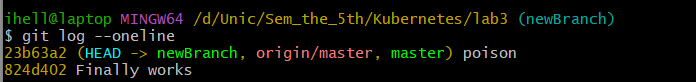 ihell@laptop MINGW64 /d/Unic/Sem_the_5th/Kubernetes/lab3 (newBranch)
$ git log --oneline
23b63a2 (HEAD -> newBranch, origin/master, master) poison
824d402 Finally works